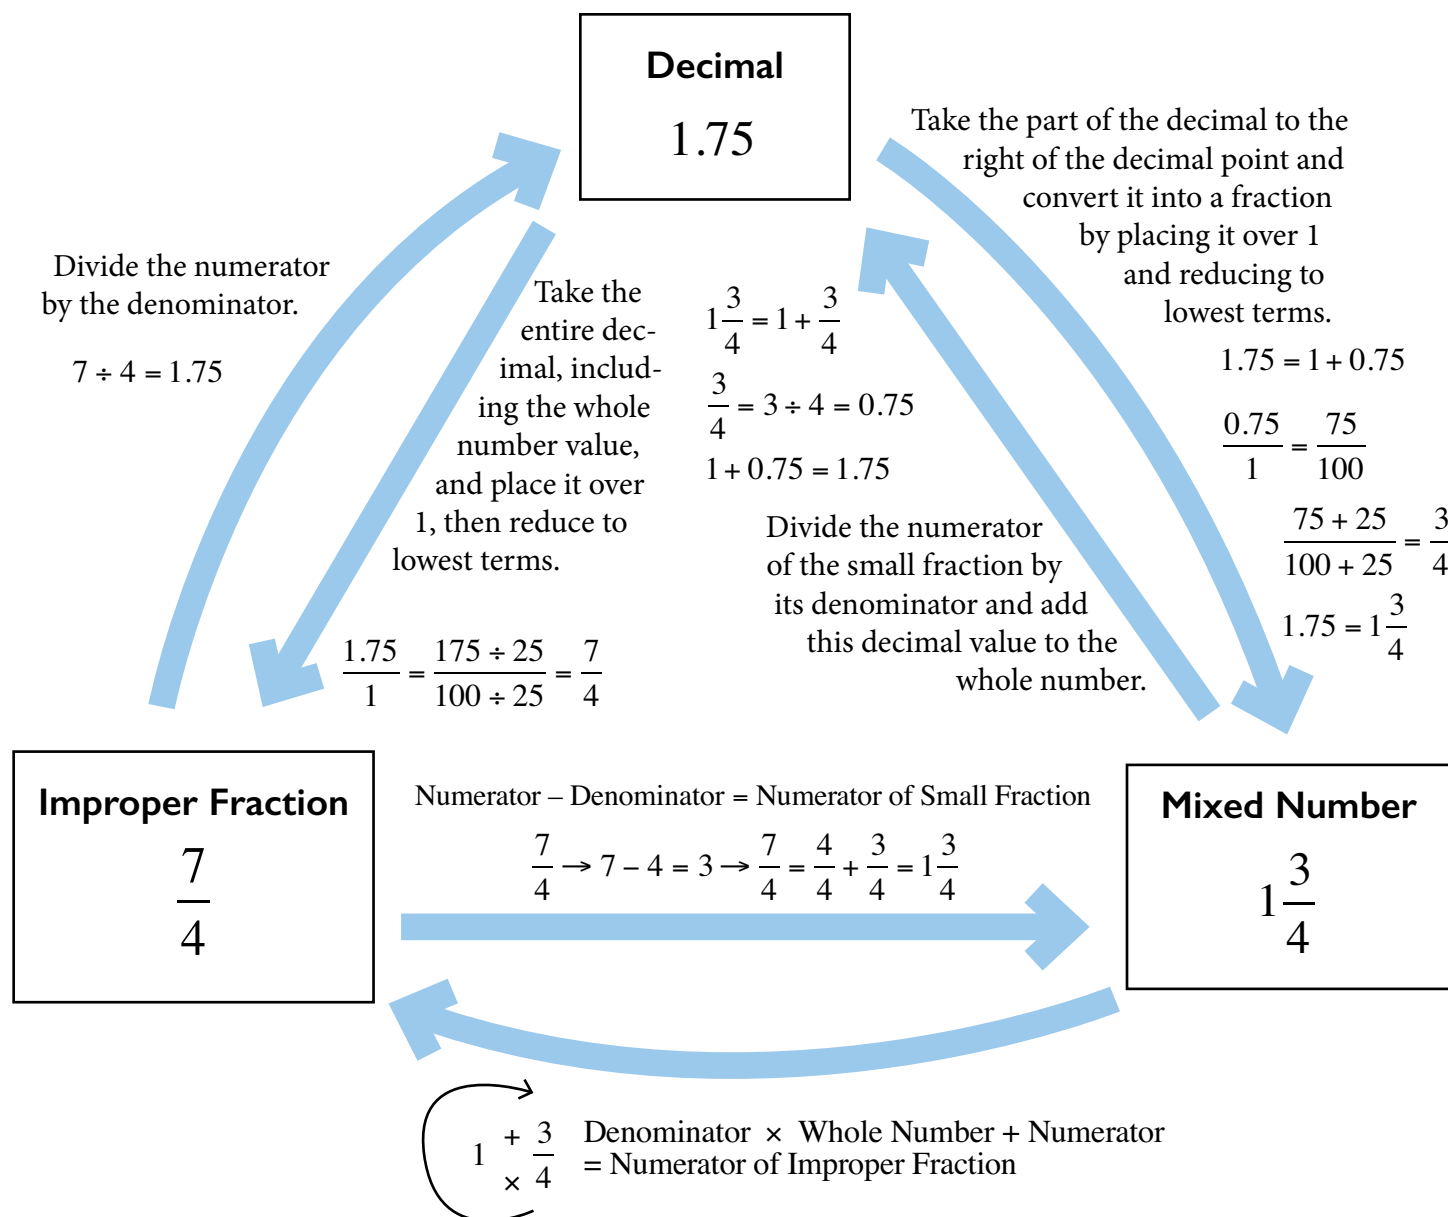 Decimal
1.75
Divide the numerator
by the denominator.
7 ÷ 4 = 1.75
Take the
entire dec-
imal, includ-
ing the whole
number value,
and place it over
1, then reduce to
lowest terms.
1.75/1 = 175 ÷ 25/100 ÷ 25 = 7/4
1 3/4 = 1 + 3/4
3/4 = 3 ÷ 4 = 0.75
1 + 0.75 = 1.75
Divide the numerator
of the small fraction by
its denominator and add
this decimal value to the
whole number.
Take the part of the decimal to the
right of the decimal point and
convert it into a fraction
by placing it over 1
and reducing to
lowest terms.
1.75 = 1 + 0.75
0.75/1 = 75/100
75 + 25/100 + 25 = 3/4
1.75 = 1 3/4
Improper Fraction
7/4
Numerator – Denominator = Numerator of Small Fraction
7/4 → 7 – 4 = 3 → 7/4 = 4/4 + 3/4 = 1 3/4
Mixed Number
1 3/4
1 + 3
× 4
Denominator × Whole Number + Numerator
= Numerator of Improper Fraction